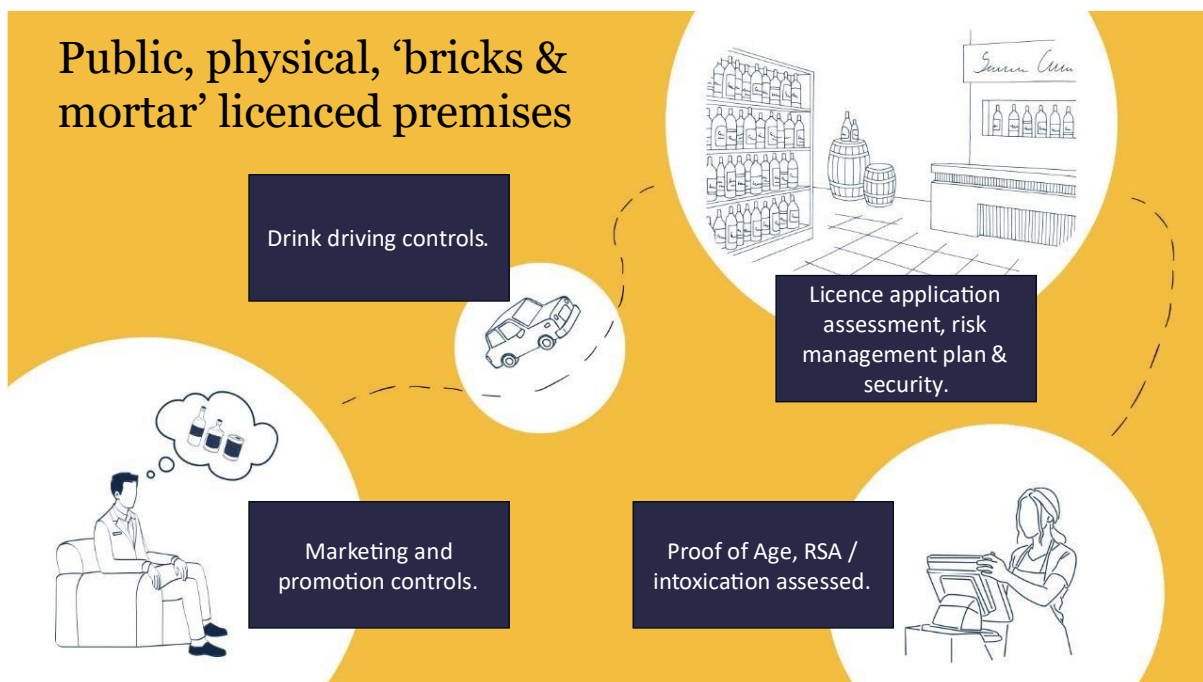 Public, physical, ‘bricks &
mortar’ licenced premises
Drink driving controls.
Licence application
assessment, risk
management plan &
security.
Marketing and
promotion controls.
Proof of Age, RSA /
intoxication assessed.